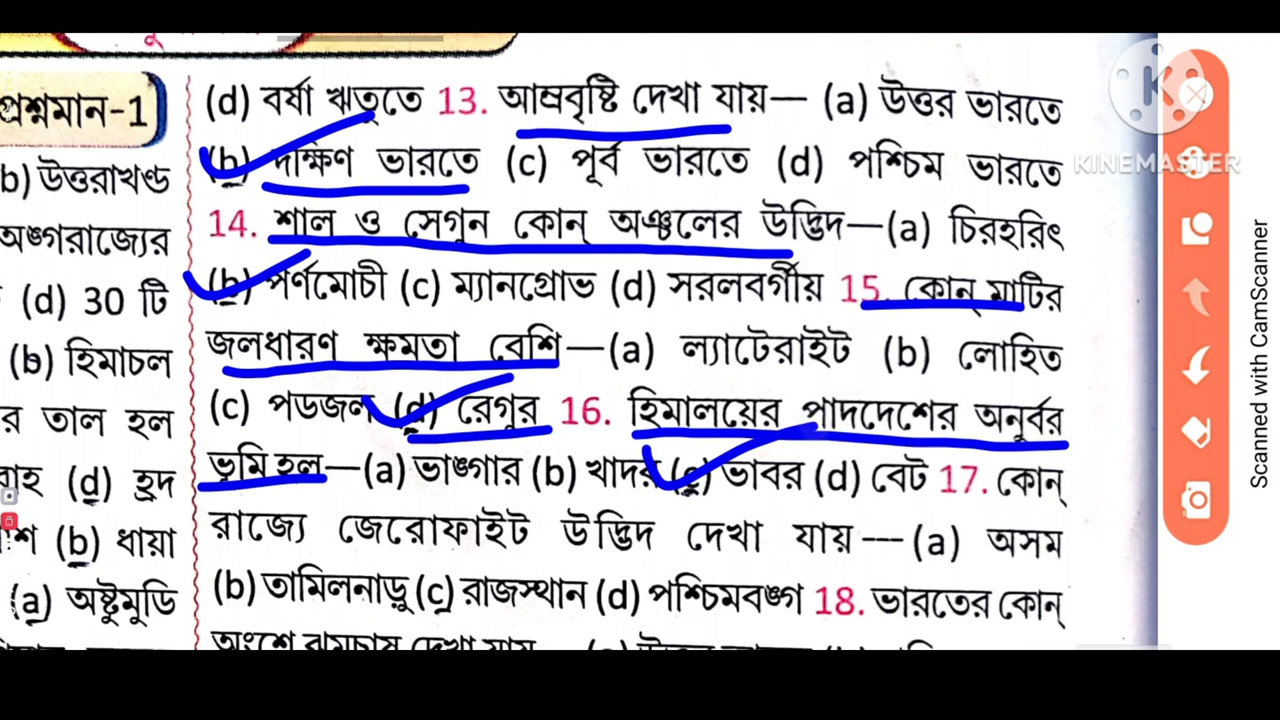 প্রশ্নমান-1
b) উত্তরাখণ্ড
অঙ্গরাজ্যের
(d) 30 টি
(b) হিমাচল
র তাল হল
(d) হ্রদ
(b) ধায়া
(a) অষ্টমুডি
(d) বর্ষা ঋতুতে 13. আম্রবৃষ্টি দেখা যায়— (a) উত্তর ভারতে
(b) দক্ষিণ ভারতে (c) পূর্ব ভারতে (d) পশ্চিম ভারতে
14. শাল ও সেগুন কোন্ অঞ্চলের উদ্ভিদ—(a) চিরহরিৎ
(b) পর্ণমোচী (c) ম্যানগ্রোভ (d) সরলবর্গীয় 15. কোন্ মাটির
জলধারণ ক্ষমতা বেশি—(a) ল্যাটেরাইট (b) লোহিত
(c) পডজল (d) রেগুর 16. হিমালয়ের পাদদেশের অনুর্বর
ভূমি হল—(a) ভাঙ্গার (b) খাদর (c) ভাবর (d) বেট 17. কোন্
রাজ্যে জেরোফাইট উদ্ভিদ দেখা যায়—(a) অসম
(b) তামিলনাড়ু (c) রাজস্থান (d) পশ্চিমবঙ্গ 18. ভারতের কোন্
অংশে ঝুমচাষ দেখা যায়
KINEMASTER
Scanned with CamScanner